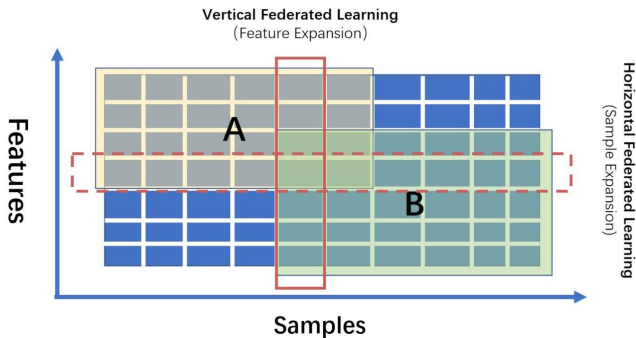 Vertical Federated Learning
(Feature Expansion)
Features
A
B
Horizontal Federated Learning
(Sample Expansion)
Samples